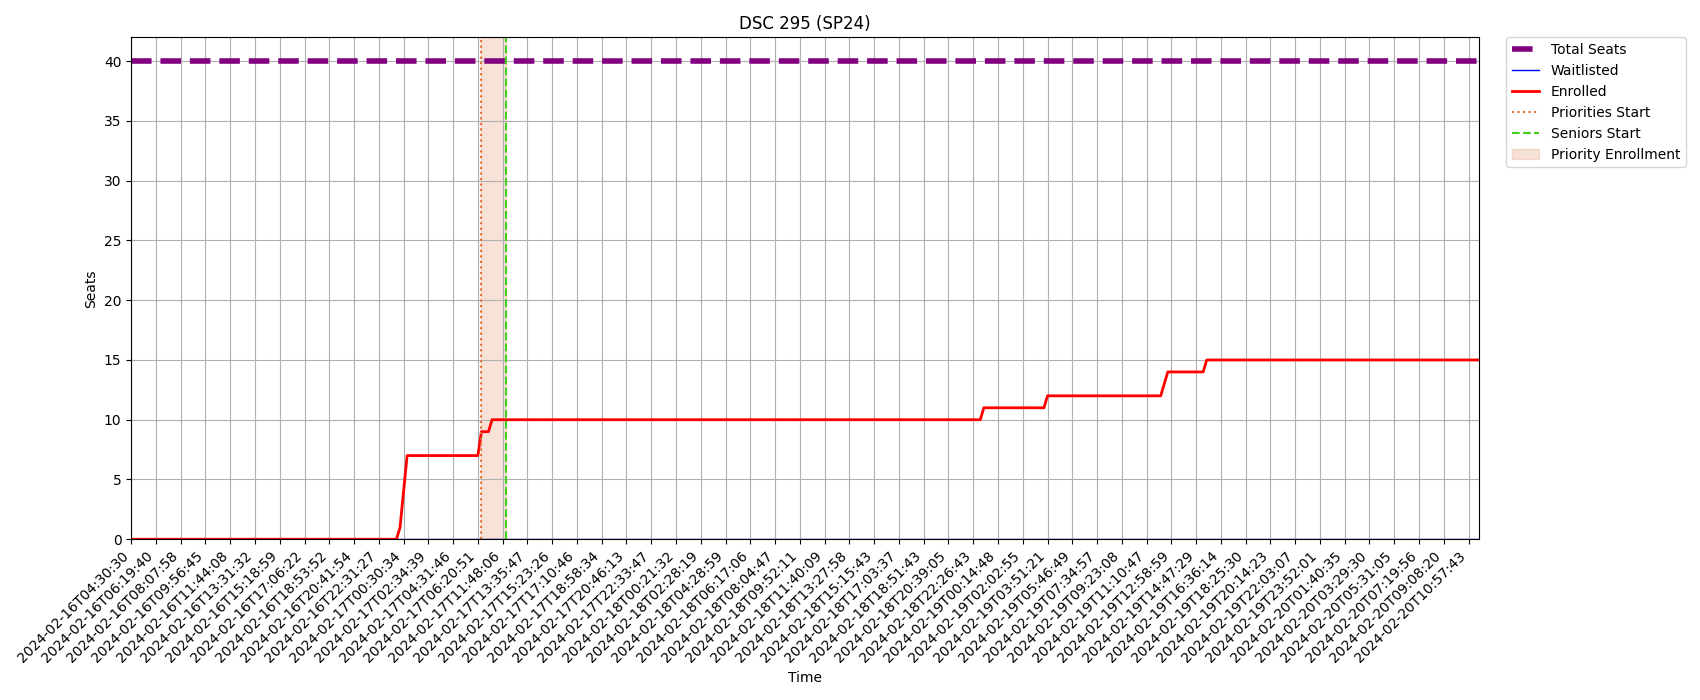 DSC 295 (SP24)
Total Seats
Waitlisted
Enrolled
Priorities Start
Seniors Start
Priority Enrollment
Seats
40
35
30
25
20
15
10
5
0
2024-02-16T04:30:30
2024-02-16T06:19:40
2024-02-16T08:07:58
2024-02-16T09:56:45
2024-02-16T11:44:08
2024-02-16T13:31:32
2024-02-16T15:18:59
2024-02-16T17:06:22
2024-02-16T18:53:52
2024-02-16T20:41:54
2024-02-16T22:31:27
2024-02-17T00:30:34
2024-02-17T02:34:39
2024-02-17T04:31:46
2024-02-17T06:20:51
2024-02-17T11:48:06
2024-02-17T13:35:47
2024-02-17T15:23:26
2024-02-17T17:10:46
2024-02-17T18:58:34
2024-02-17T20:46:13
2024-02-17T22:33:47
2024-02-18T00:21:32
2024-02-18T02:28:19
2024-02-18T04:28:59
2024-02-18T06:17:06
2024-02-18T08:04:47
2024-02-18T09:52:11
2024-02-18T11:40:09
2024-02-18T13:27:58
2024-02-18T15:15:43
2024-02-18T17:03:37
2024-02-18T18:51:43
2024-02-18T20:39:05
2024-02-18T22:26:43
2024-02-19T00:14:48
2024-02-19T02:02:55
2024-02-19T03:51:21
2024-02-19T05:46:49
2024-02-19T07:34:57
2024-02-19T09:23:08
2024-02-19T11:10:47
2024-02-19T12:58:59
2024-02-19T14:47:29
2024-02-19T16:36:14
2024-02-19T18:25:30
2024-02-19T20:14:23
2024-02-19T22:03:07
2024-02-19T23:52:01
2024-02-20T01:40:35
2024-02-20T03:29:30
2024-02-20T05:31:05
2024-02-20T07:19:56
2024-02-20T09:08:20
2024-02-20T10:57:43
Time